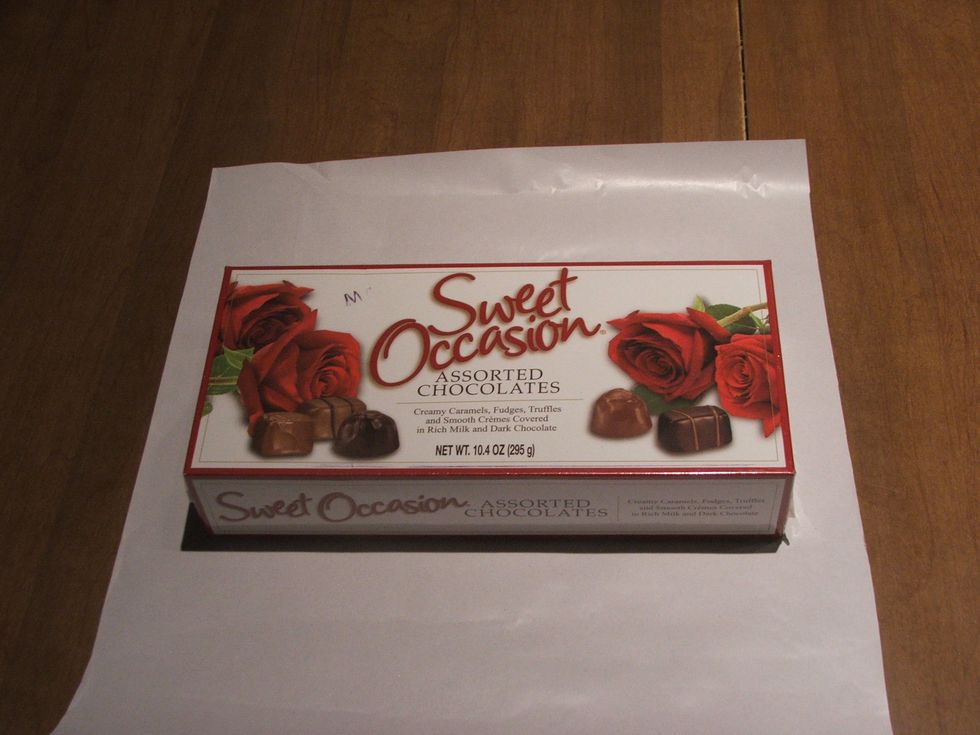 M
Sweet
Occasion®
ASSORTED
CHOCOLATES
Creamy Caramels, Fudges, Truffles
and Smooth Crèmes Covered
in Rich Milk and Dark Chocolate
NET WT. 10.4 OZ (295 g)
Sweet Occasion ASSORTED
CHOCOLATES
Creamy Caramels, Fudges, Truffles
and Smooth Crèmes Covered
in Rich Milk and Dark Chocolate